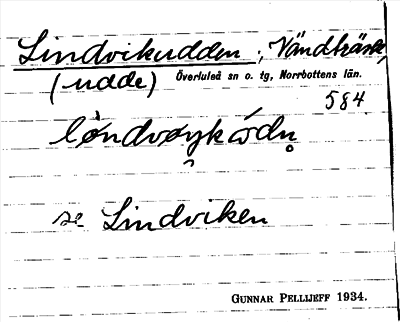 Lindvikudden, Vändträsk,
(udde) Överluleå sn o. tg, Norrbottens län.
584
se Lindviken
GUNNAR PELLIJEFF 1934.